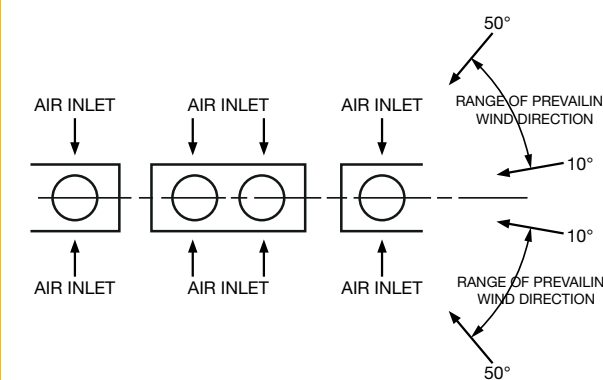 50°
AIR INLET AIR INLET AIR INLET
RANGE OF PREVAILIN
WIND DIRECTION
10°
10°
AIR INLET AIR INLET AIR INLET
RANGE OF PREVAILIN
WIND DIRECTION
50°